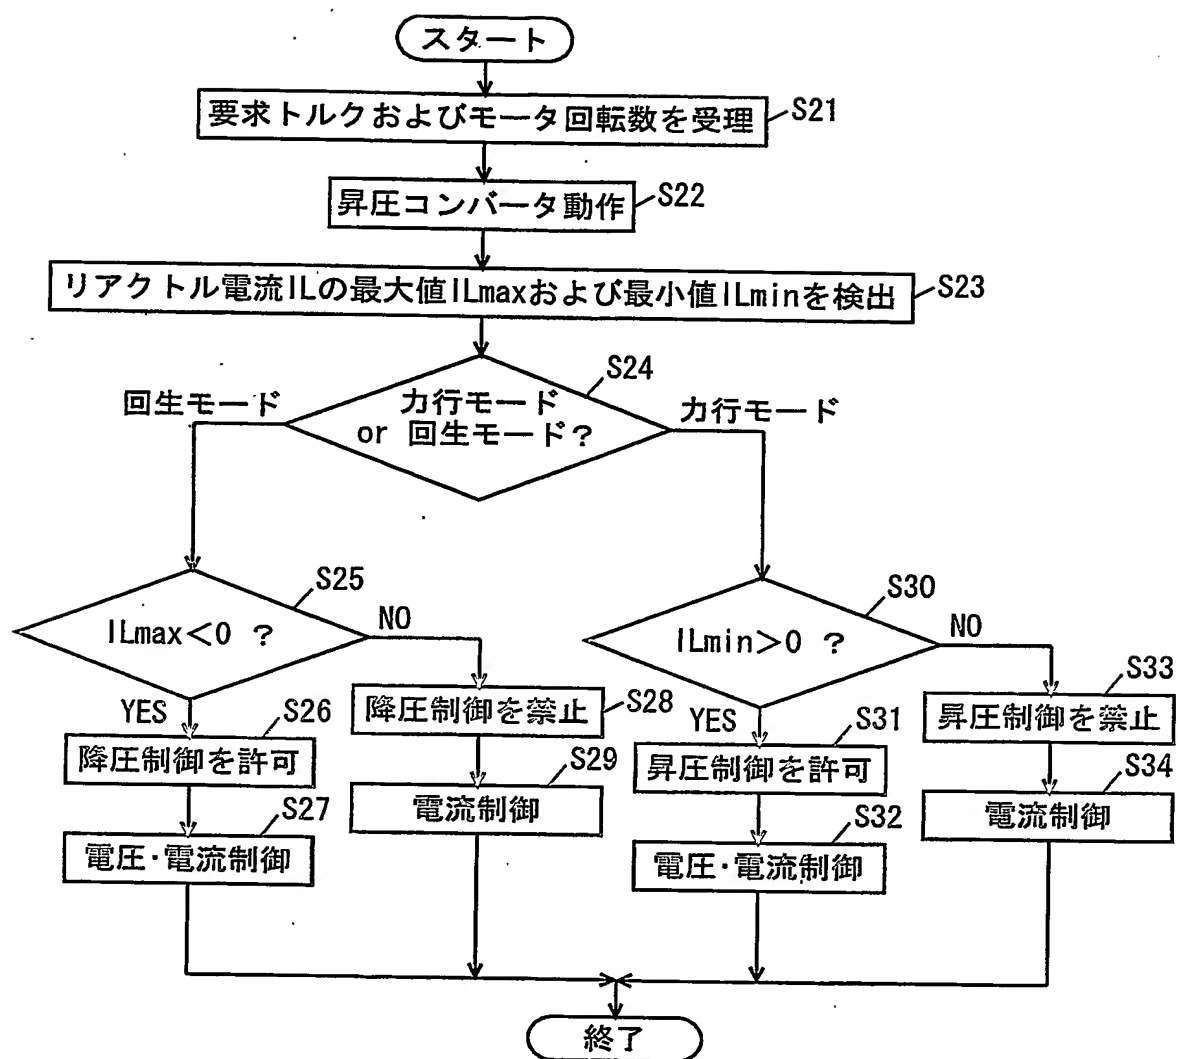 スタート
要求トルクおよびモータ回転数を受理
S21
昇圧コンバータ動作
S22
リアクトル電流ILの最大値ILmaxおよび最小値ILminを検出
S23
S24
回生モード
力行モード
or 回生モード?
力行モード
S25
ILmax<0 ?
NO
S30
ILmin>0 ?
NO
YES
S26
降圧制御を許可
降圧制御を禁止
S28
YES
S31
昇圧制御を許可
S33
昇圧制御を禁止
S27
電圧・電流制御
S29
電流制御
S32
電圧・電流制御
S34
電流制御
終了